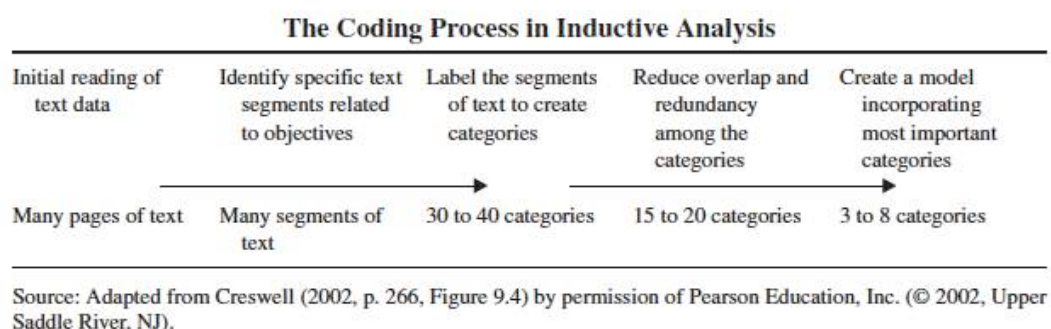 The Coding Process in Inductive Analysis
Initial reading of
text data
Identify specific text
segments related
to objectives
Label the segments
of text to create
categories
Reduce overlap and
redundancy
among the
categories
Create a model
incorporating
most important
categories
Many pages of text
Many segments of
text
30 to 40 categories
15 to 20 categories
3 to 8 categories
Source: Adapted from Creswell (2002, p. 266, Figure 9.4) by permission of Pearson Education, Inc. (© 2002, Upper
Saddle River, NJ).